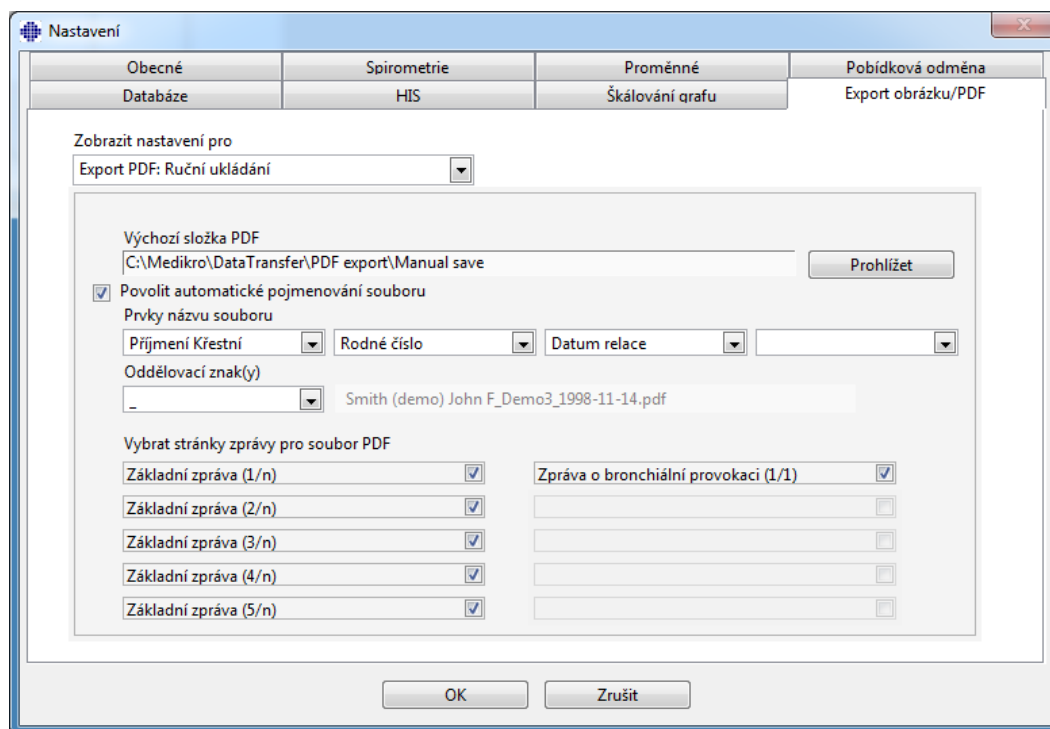 Nastavení
Obecné Spirometrie Proměnné Pobídková odměna
Databáze HIS Škálování grafu Export obrázku/PDF
Zobrazit nastavení pro
Export PDF: Ruční ukládání
Výchozí složka PDF
C:\Medikro\DataTransfer\PDF export\Manual save Prohlížet
Povolit automatické pojmenování souboru
Prvky názvu souboru
Příjmení Křestní Rodné číslo Datum relace
Oddělovací znak(y)
_ Smith (demo) John F_Demo3_1998-11-14.pdf
Vybrat stránky zprávy pro soubor PDF
Základní zpráva (1/n) Zpráva o bronchiální provokaci (1/1)
Základní zpráva (2/n)
Základní zpráva (3/n)
Základní zpráva (4/n)
Základní zpráva (5/n)
OK Zrušit